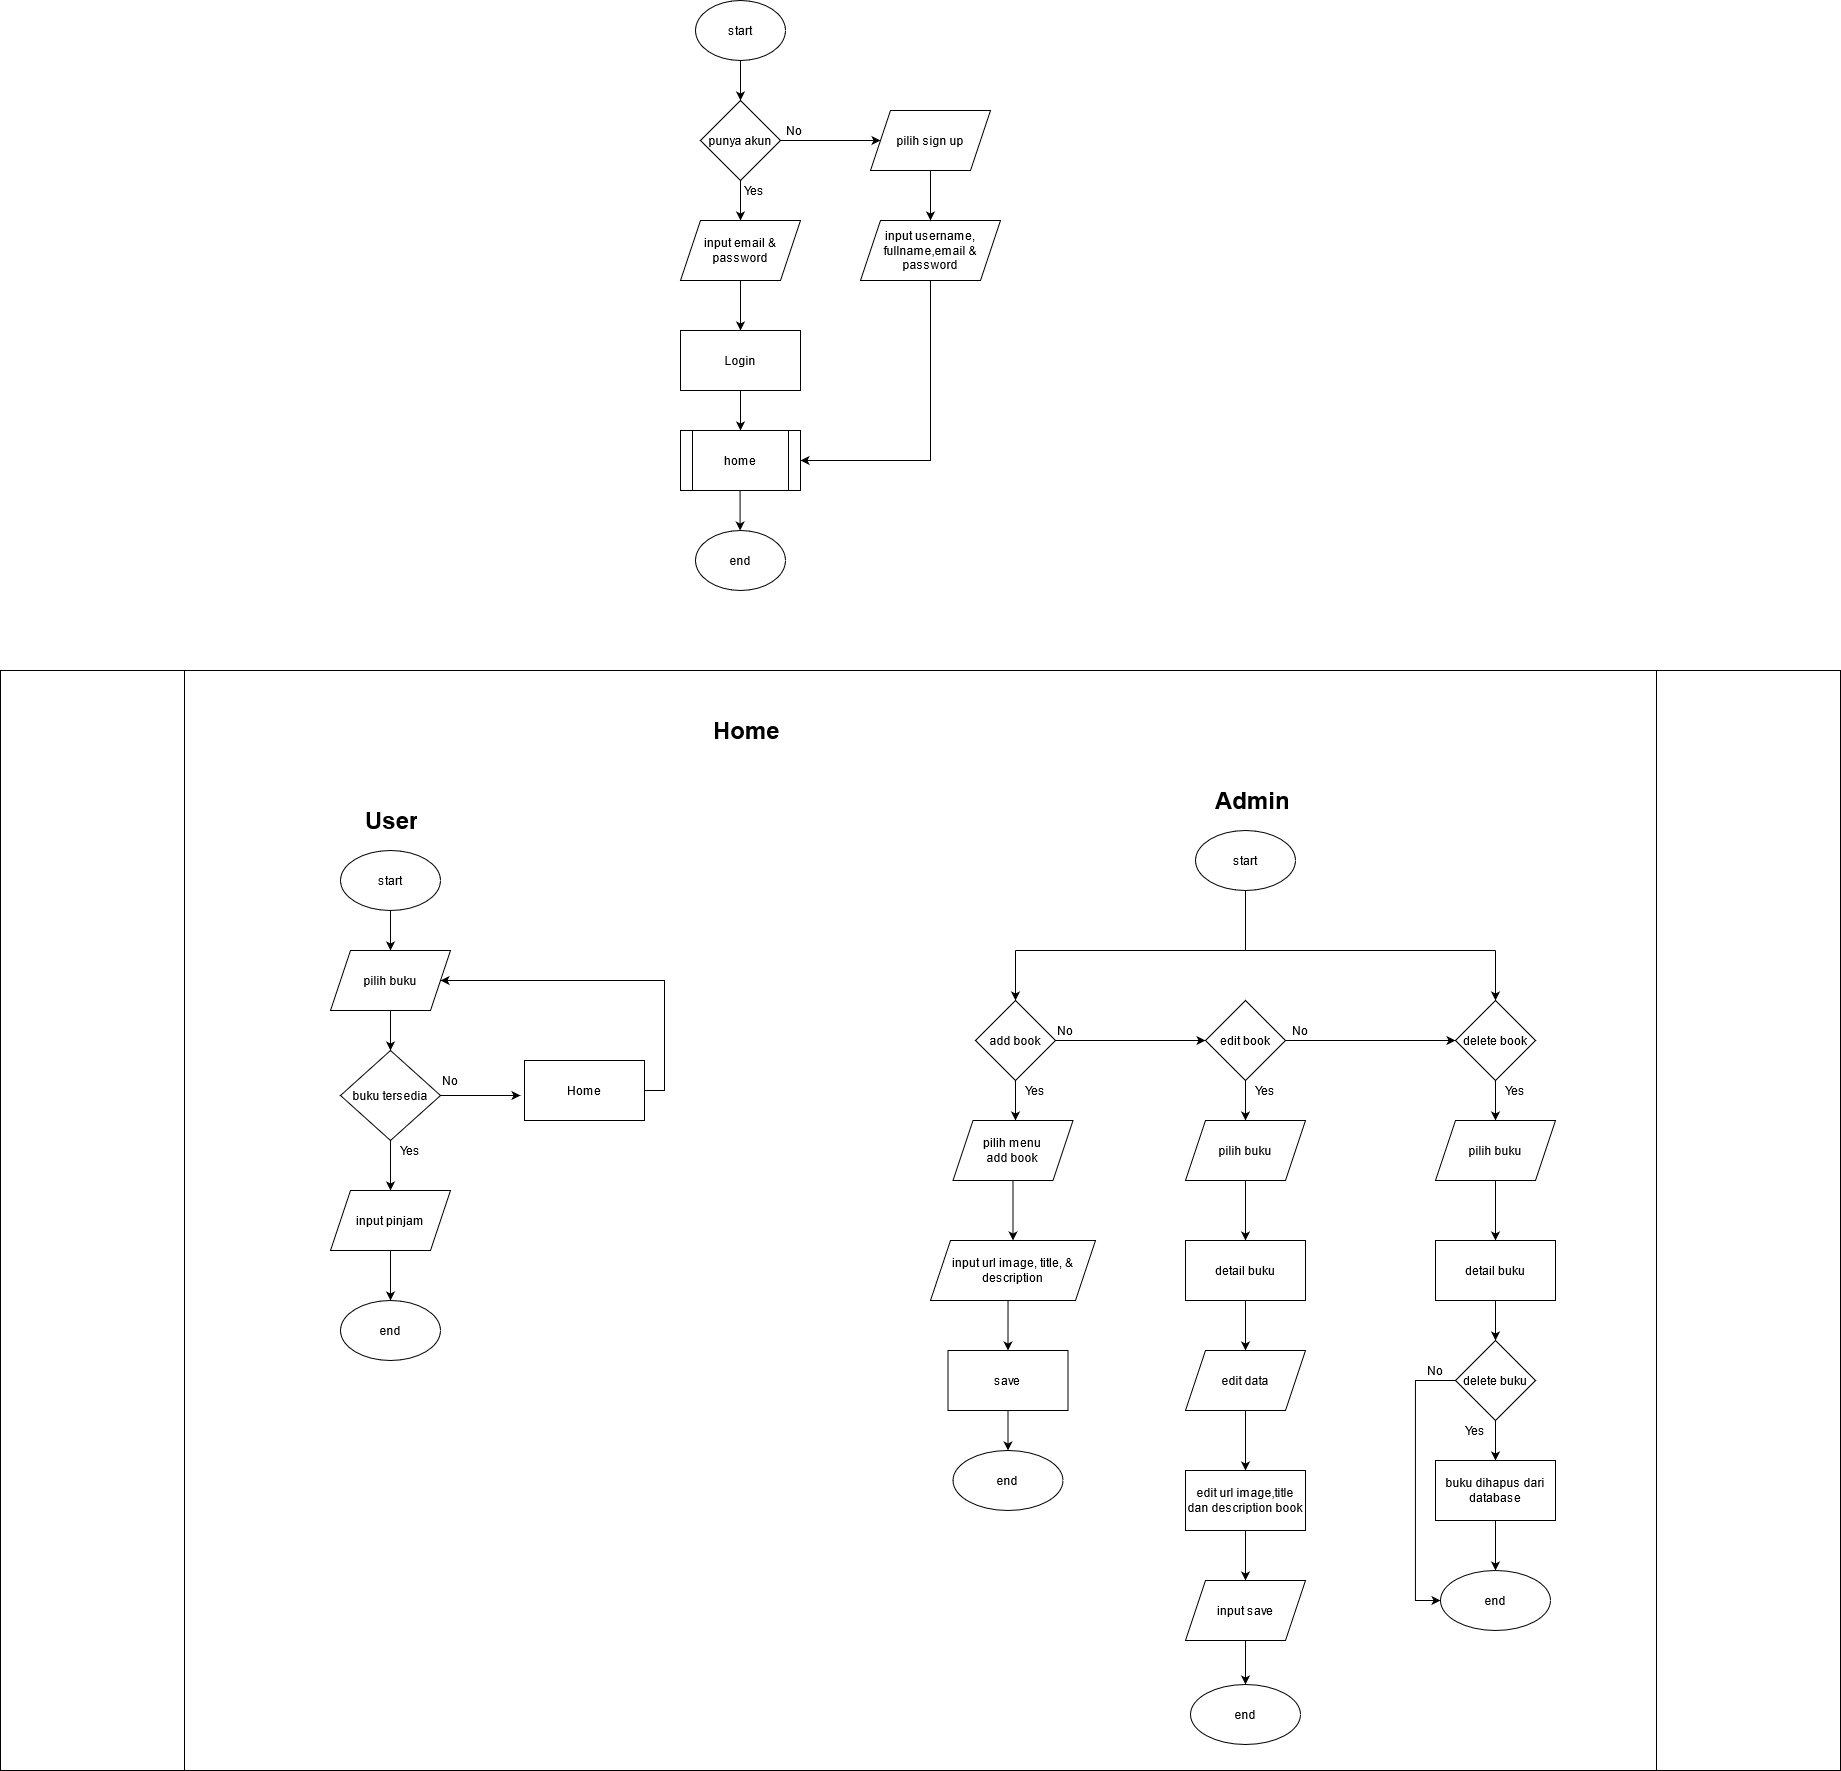 start
punya akun
No
pilih sign up
Yes
input email &
password
input username,
fullname,email &
password
Login
home
end
Home
User
start
pilih buku
buku tersedia
No
Home
Yes
input pinjam
end
Admin
start
add book
No
edit book
No
delete book
Yes
Yes
Yes
pilih menu
add book
pilih buku
pilih buku
input url image, title, &
description
detail buku
detail buku
save
edit data
No
delete buku
Yes
end
edit url image,title
dan description book
buku dihapus dari
database
input save
end
end